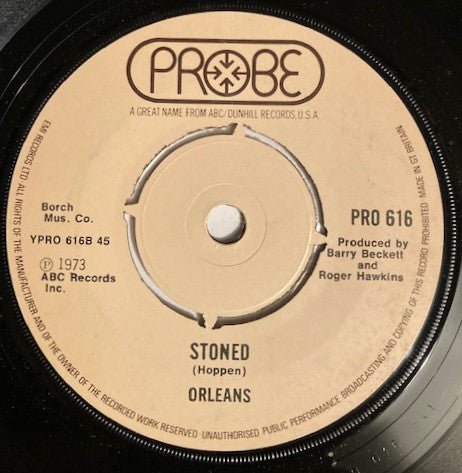 PROBE
A GREAT NAME FROM ABC/DUNHILL RECORDS, U.S.A.
EMI RECORDS LTD ALL RIGHTS OF THE MANUFACTURER AND OF THE OWNER OF THE RECORDED WORK RESERVED. UNAUTHORISED PUBLIC PERFORMANCE BROADCASTING AND COPYING OF THIS RECORD PROHIBITED · MADE IN GT BRITAIN
Borch
Mus. Co.
YPRO 616B 45
Ⓟ 1973
ABC Records
Inc.
PRO 616
Produced by
Barry Beckett
and
Roger Hawkins
STONED
(Hoppen)
ORLEANS